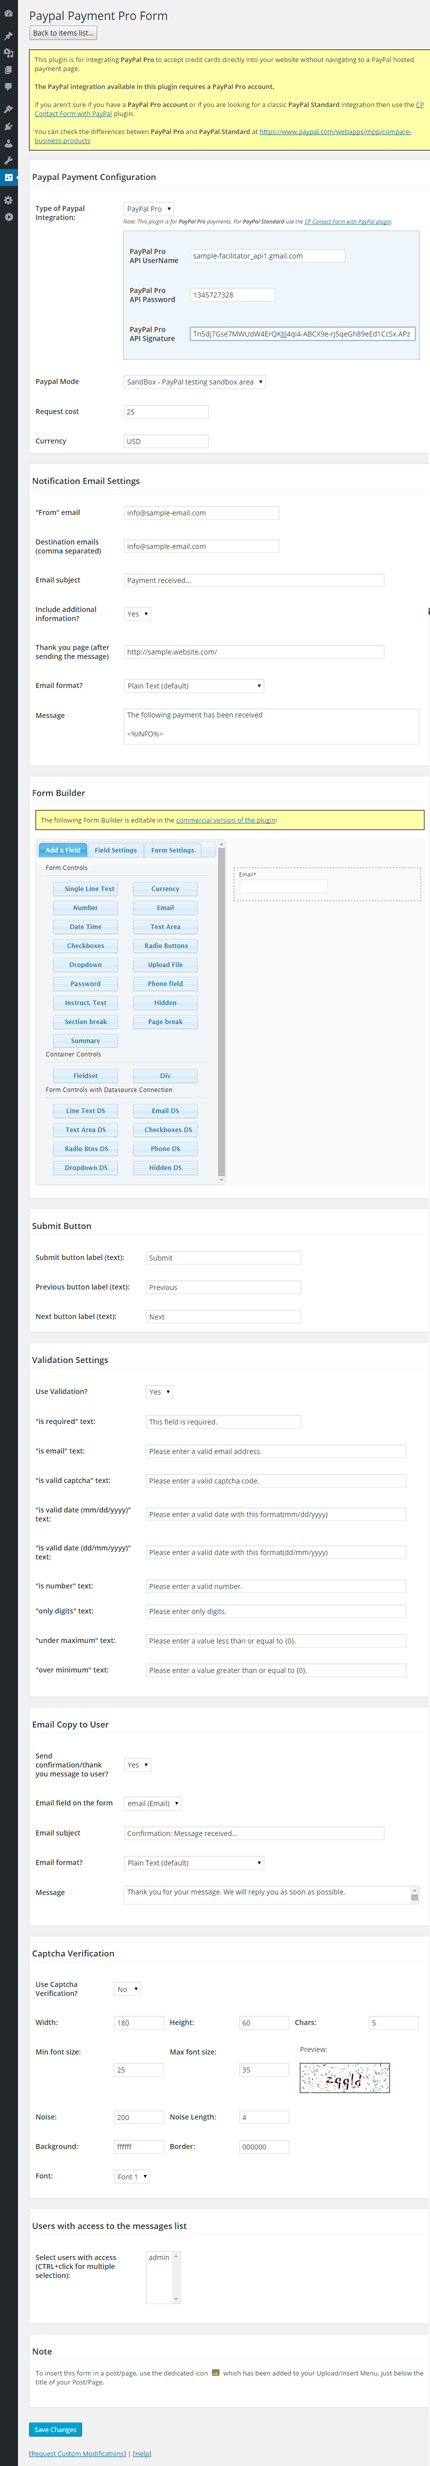 Paypal Payment Pro Form
Back to items list...
This plugin is for integrating PayPal Pro to accept credit cards directly into your website without navigating to a PayPal hosted
payment page.
The PayPal integration available in this plugin requires a PayPal Pro account.
If you aren't sure if you have a PayPal Pro account or if you are looking for a classic PayPal Standard integration then use the CP
Contact Form with PayPal plugin.
You can check the differences betwen PayPal Pro and PayPal Standard at https://www.paypal.com/webapps/mpp/compare-
business-products
Paypal Payment Configuration
Type of Paypal
Integration:
PayPal Pro
Note: This plugin is for PayPal Pro payments. For PayPal Standard use the CP Contact Form with PayPal plugin.
PayPal Pro
API UserName
sample-facilitator_api1.gmail.com
PayPal Pro
API Password
1345727328
PayPal Pro
API Signature
Paypal Mode
SandBox - PayPal testing sandbox area
Request cost
25
Currency
USD
Notification Email Settings
"From" email
info@sample-email.com
Destination emails
(comma separated)
info@sample-email.com
Email subject
Payment received...
Include additional
information?
Yes
Thank you page (after
sending the message)
http://sample.website.com/
Email format?
Plain Text (default)
Message
The following payment has been received
<%INFO%>
Form Builder
The following Form Builder is editable in the commercial version of the plugin:
Add a Field
Field Settings
Form Settings
Form Controls
Email*
Single Line Text
Currency
Number
Email
Date Time
Text Area
Checkboxes
Radio Buttons
Dropdown
Upload File
Password
Phone field
Instruct. Text
Hidden
Section break
Page break
Summary
Container Controls
Fieldset
Div
Form Controls with Datasource Connection
Line Text DS
Email DS
Text Area DS
Checkboxes DS
Radio Btns DS
Phone DS
Dropdown DS
Hidden DS
Submit Button
Submit button label (text):
Submit
Previous button label (text):
Previous
Next button label (text):
Next
Validation Settings
Use Validation?
Yes
"is required" text:
This field is required.
"is email" text:
Please enter a valid email address.
"is valid captcha" text:
Please enter a valid captcha code.
"is valid date (mm/dd/yyyy)"
text:
Please enter a valid date with this format(mm/dd/yyyy)
"is valid date (dd/mm/yyyy)"
text:
Please enter a valid date with this format(dd/mm/yyyy)
"is number" text:
Please enter a valid number.
"only digits" text:
Please enter only digits.
"under maximum" text:
Please enter a value less than or equal to {0}.
"over minimum" text:
Please enter a value greater than or equal to {0}.
Email Copy to User
Send
confirmation/thank
you message to user?
Yes
Email field on the form
email (Email)
Email subject
Confirmation: Message received...
Email format?
Plain Text (default)
Message
Thank you for your message. We will reply you as soon as possible.
Captcha Verification
Use Captcha
Verification?
No
Width:
180
Height:
60
Chars:
5
Min font size:
25
Max font size:
35
Preview:
Noise:
200
Noise Length:
4
Background:
ffffff
Border:
000000
Font:
Font 1
Users with access to the messages list
Select users with access
(CTRL+click for multiple
selection):
admin
Note
To insert this form in a post/page, use the dedicated icon which has been added to your Upload/Insert Menu, just below the
title of your Post/Page.
Save Changes
[Request Custom Modifications] | [Help]